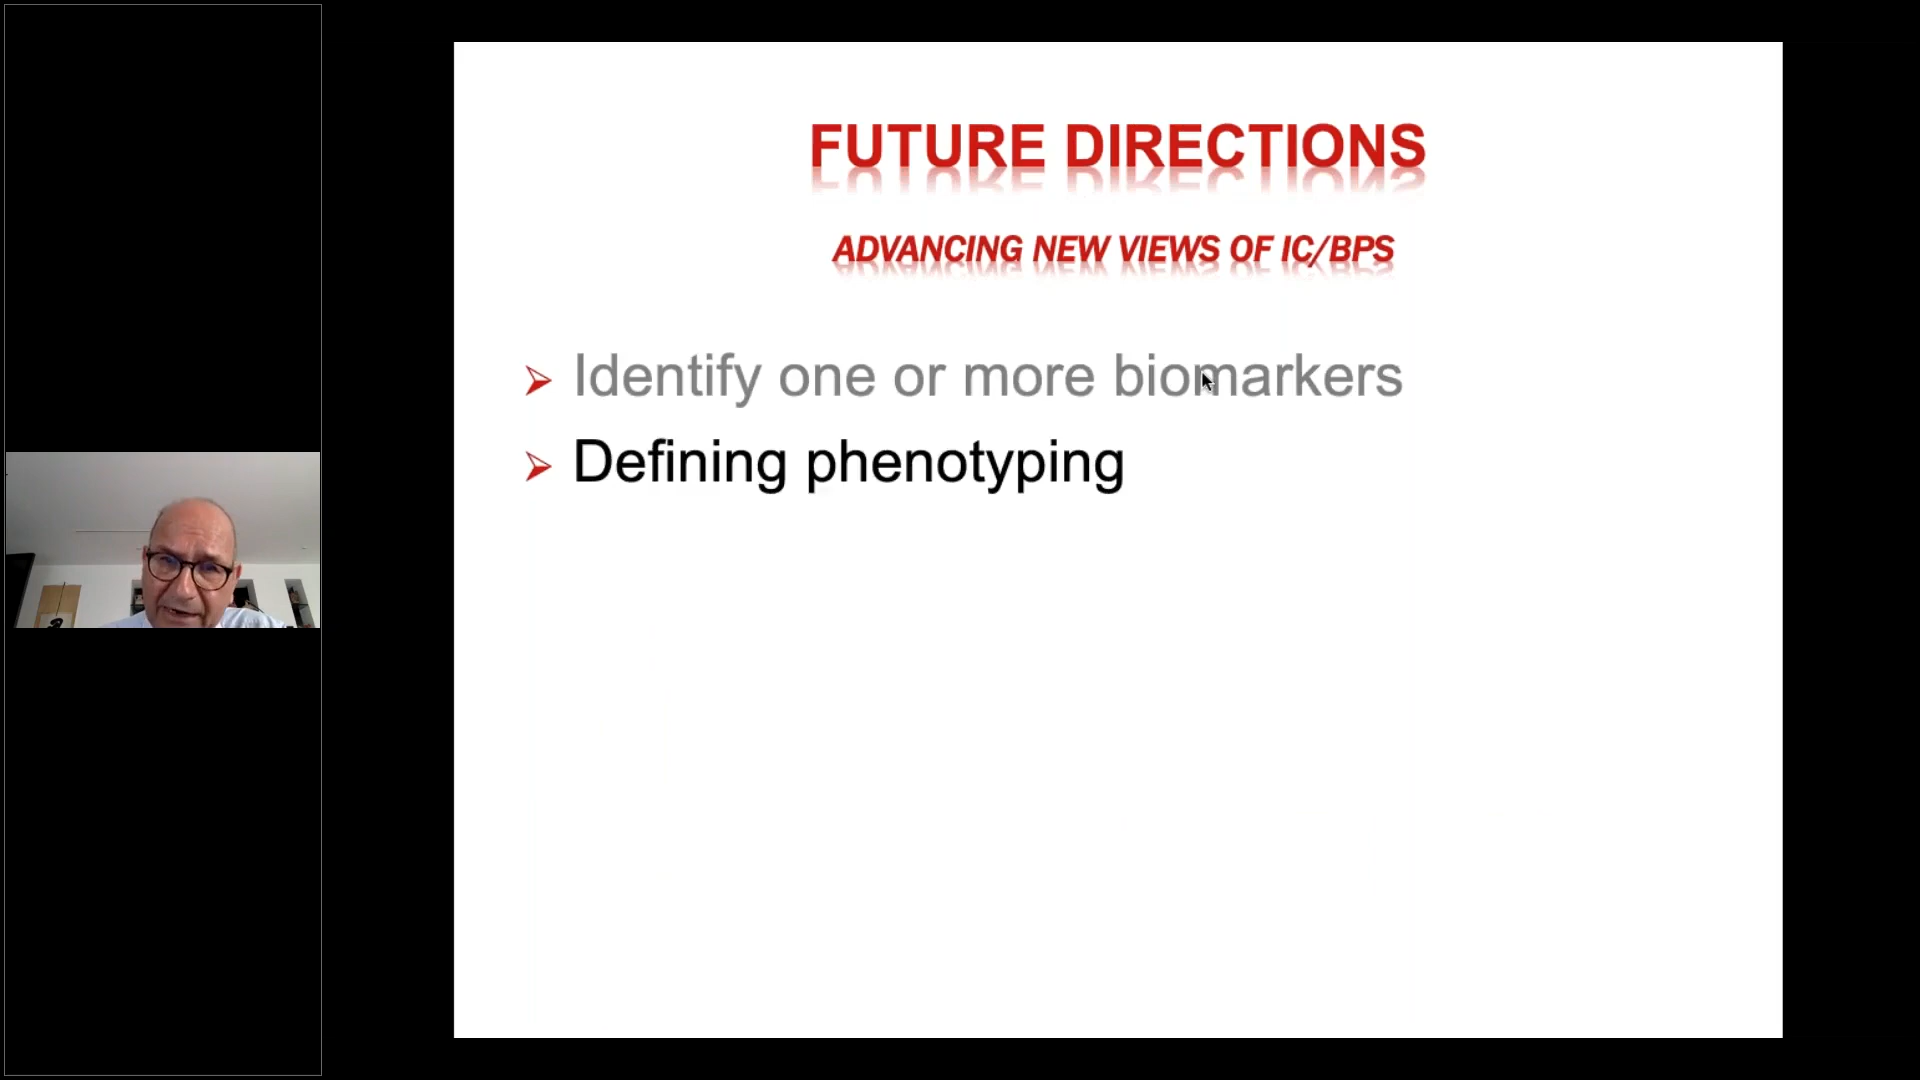 FUTURE DIRECTIONS
ADVANCING NEW VIEWS OF IC/BPS
Identify one or more biomarkers
Defining phenotyping